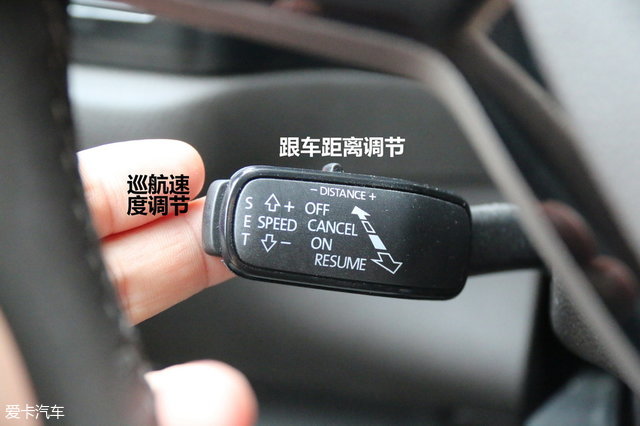 跟车距离调节
巡航速
度调节
− DISTANCE +
S + OFF
E SPEED CANCEL
T − ON
RESUME
爱卡汽车